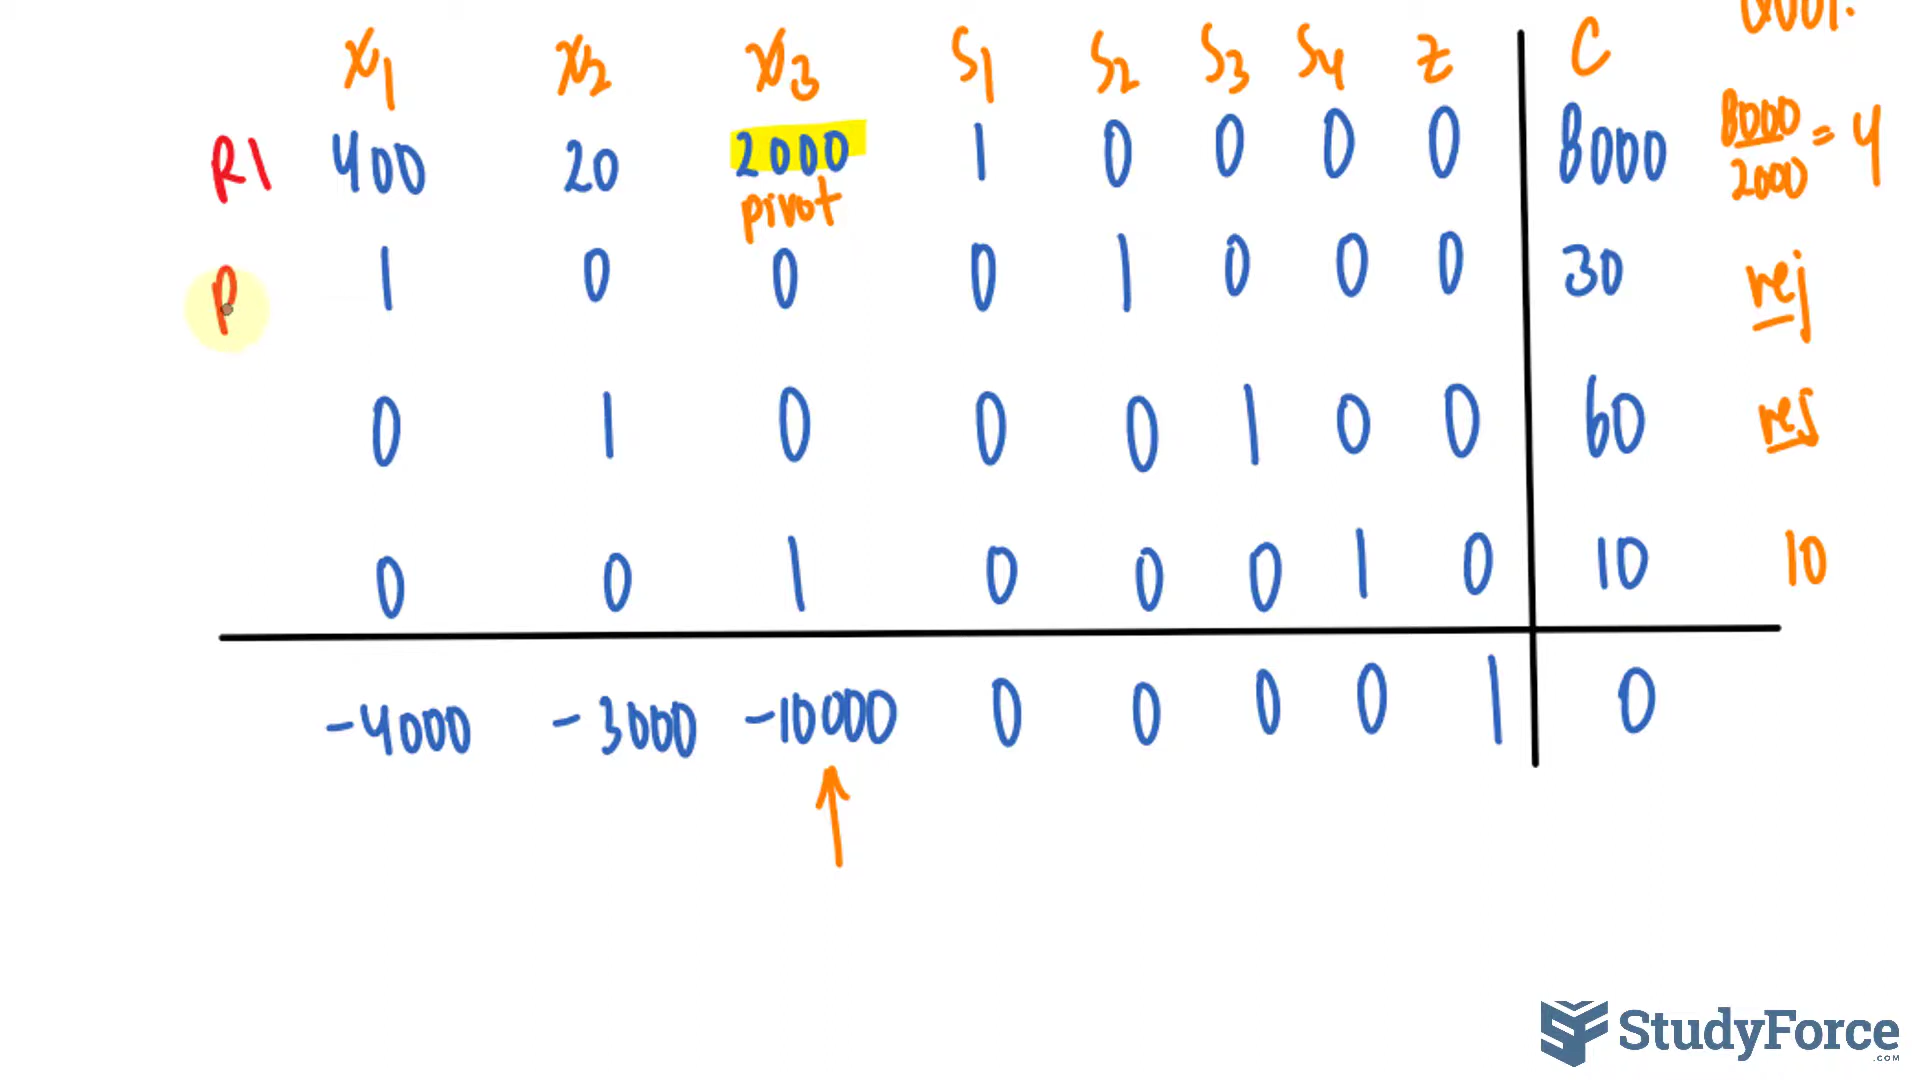 Quot.
x1 x2 x3 S1 S2 S3 S4 Z C
R1 400 20 2000 1 0 0 0 0 8000 8000/2000 = 4
pivot
1 0 0 0 1 0 0 0 30 rej
0 1 0 0 0 1 0 0 60 rej
0 0 1 0 0 0 1 0 10 10
-4000 -3000 -10000 0 0 0 0 1 0
StudyForce
.COM